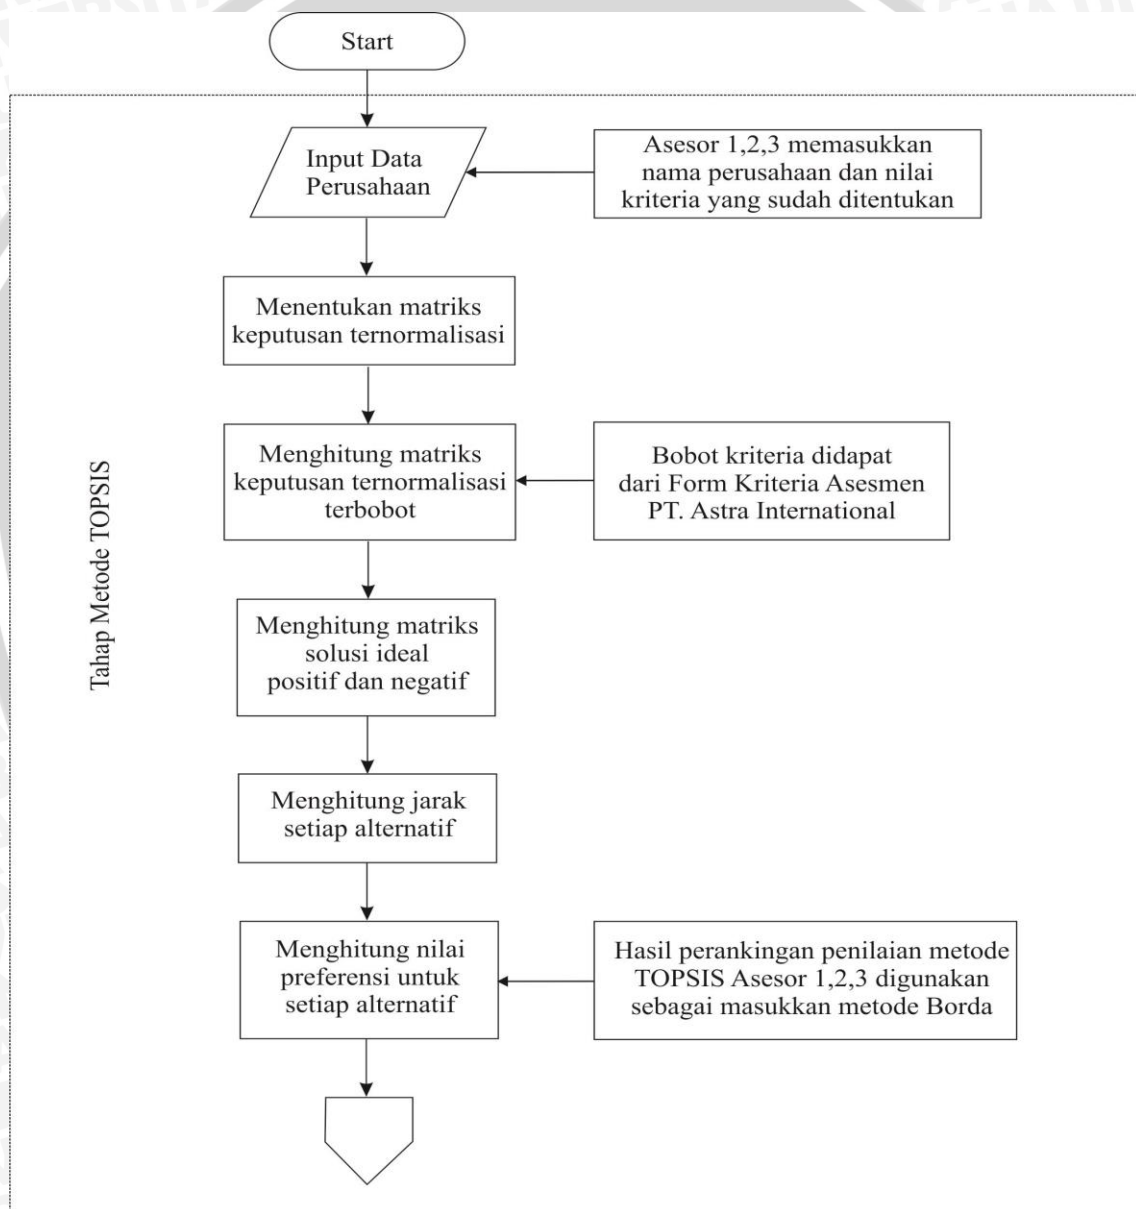 Start
Input Data
Perusahaan
Asesor 1,2,3 memasukkan
nama perusahaan dan nilai
kriteria yang sudah ditentukan
Menentukan matriks
keputusan ternormalisasi
Menghitung matriks
keputusan ternormalisasi
terbobot
Bobot kriteria didapat
dari Form Kriteria Asesmen
PT. Astra International
Tahap Metode TOPSIS
Menghitung matriks
solusi ideal
positif dan negatif
Menghitung jarak
setiap alternatif
Menghitung nilai
preferensi untuk
setiap alternatif
Hasil perankingan penilaian metode
TOPSIS Asesor 1,2,3 digunakan
sebagai masukkan metode Borda